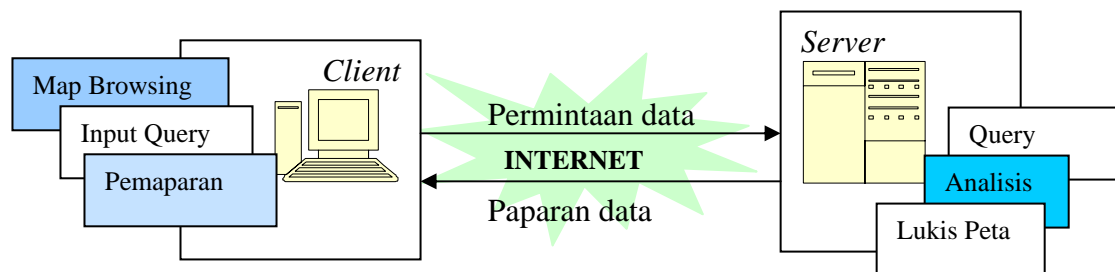 Client
Map Browsing
Input Query
Pemaparan
Permintaan data
INTERNET
Paparan data
Server
Query
Analisis
Lukis Peta